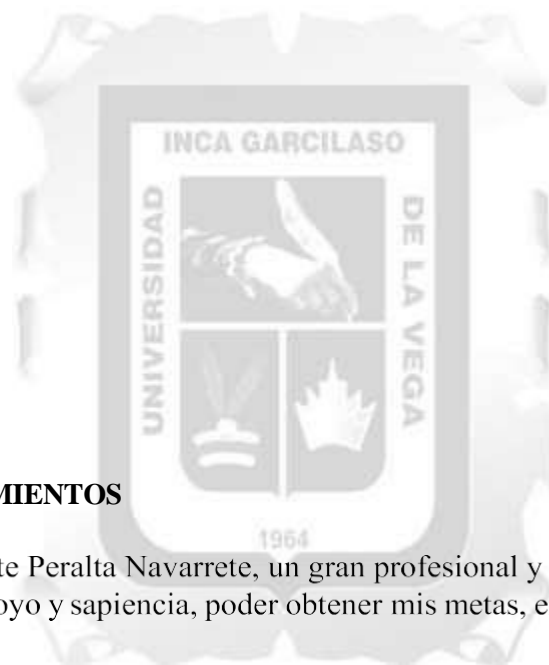 INCA GARCILASO
UNIVERSIDAD
DE LA VEGA
1964
MIENTOS
te Peralta Navarrete, un gran profesional y
oyo y sapiencia, poder obtener mis metas, e